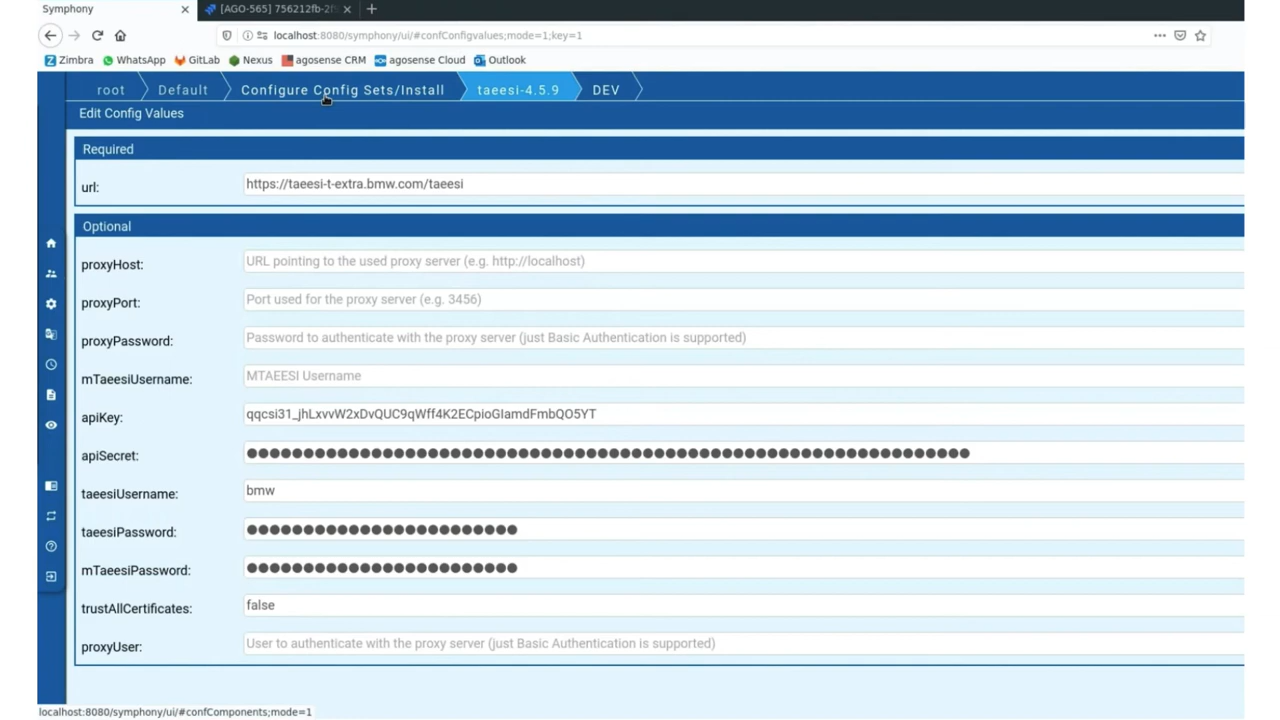 Symphony
[AGO-565] 756212fb-2f
localhost:8080/symphony/ui/#confConfigvalues;mode=1;key=1
Zimbra WhatsApp GitLab Nexus agosense CRM agosense Cloud Outlook
root Default Configure Config Sets/Install taeesi-4.5.9 DEV
Edit Config Values
Required
url: https://taeesi-t-extra.bmw.com/taeesi
Optional
proxyHost: URL pointing to the used proxy server (e.g. http://localhost)
proxyPort: Port used for the proxy server (e.g. 3456)
proxyPassword: Password to authenticate with the proxy server (just Basic Authentication is supported)
mTaeesiUsername: MTAEESI Username
apiKey: qqcsi31_jhLxvvW2xDvQUC9qWff4K2ECpioGIamdFmbQO5YT
apiSecret:
taeesiUsername: bmw
taeesiPassword:
mTaeesiPassword:
trustAllCertificates: false
proxyUser: User to authenticate with the proxy server (just Basic Authentication is supported)
localhost:8080/symphony/ui/#confComponents;mode=1